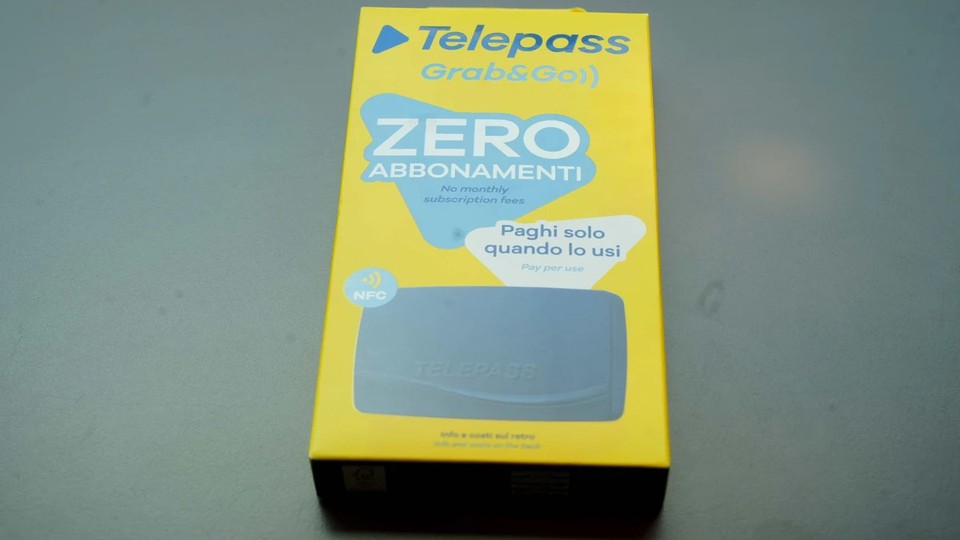 Telepass
Grab&Go))
ZERO
ABBONAMENTI
No monthly
subscription fees
Paghi solo
quando lo usi
Pay per use
NFC
TELEPASS
Info e costi sul retro
Info and costs on the back